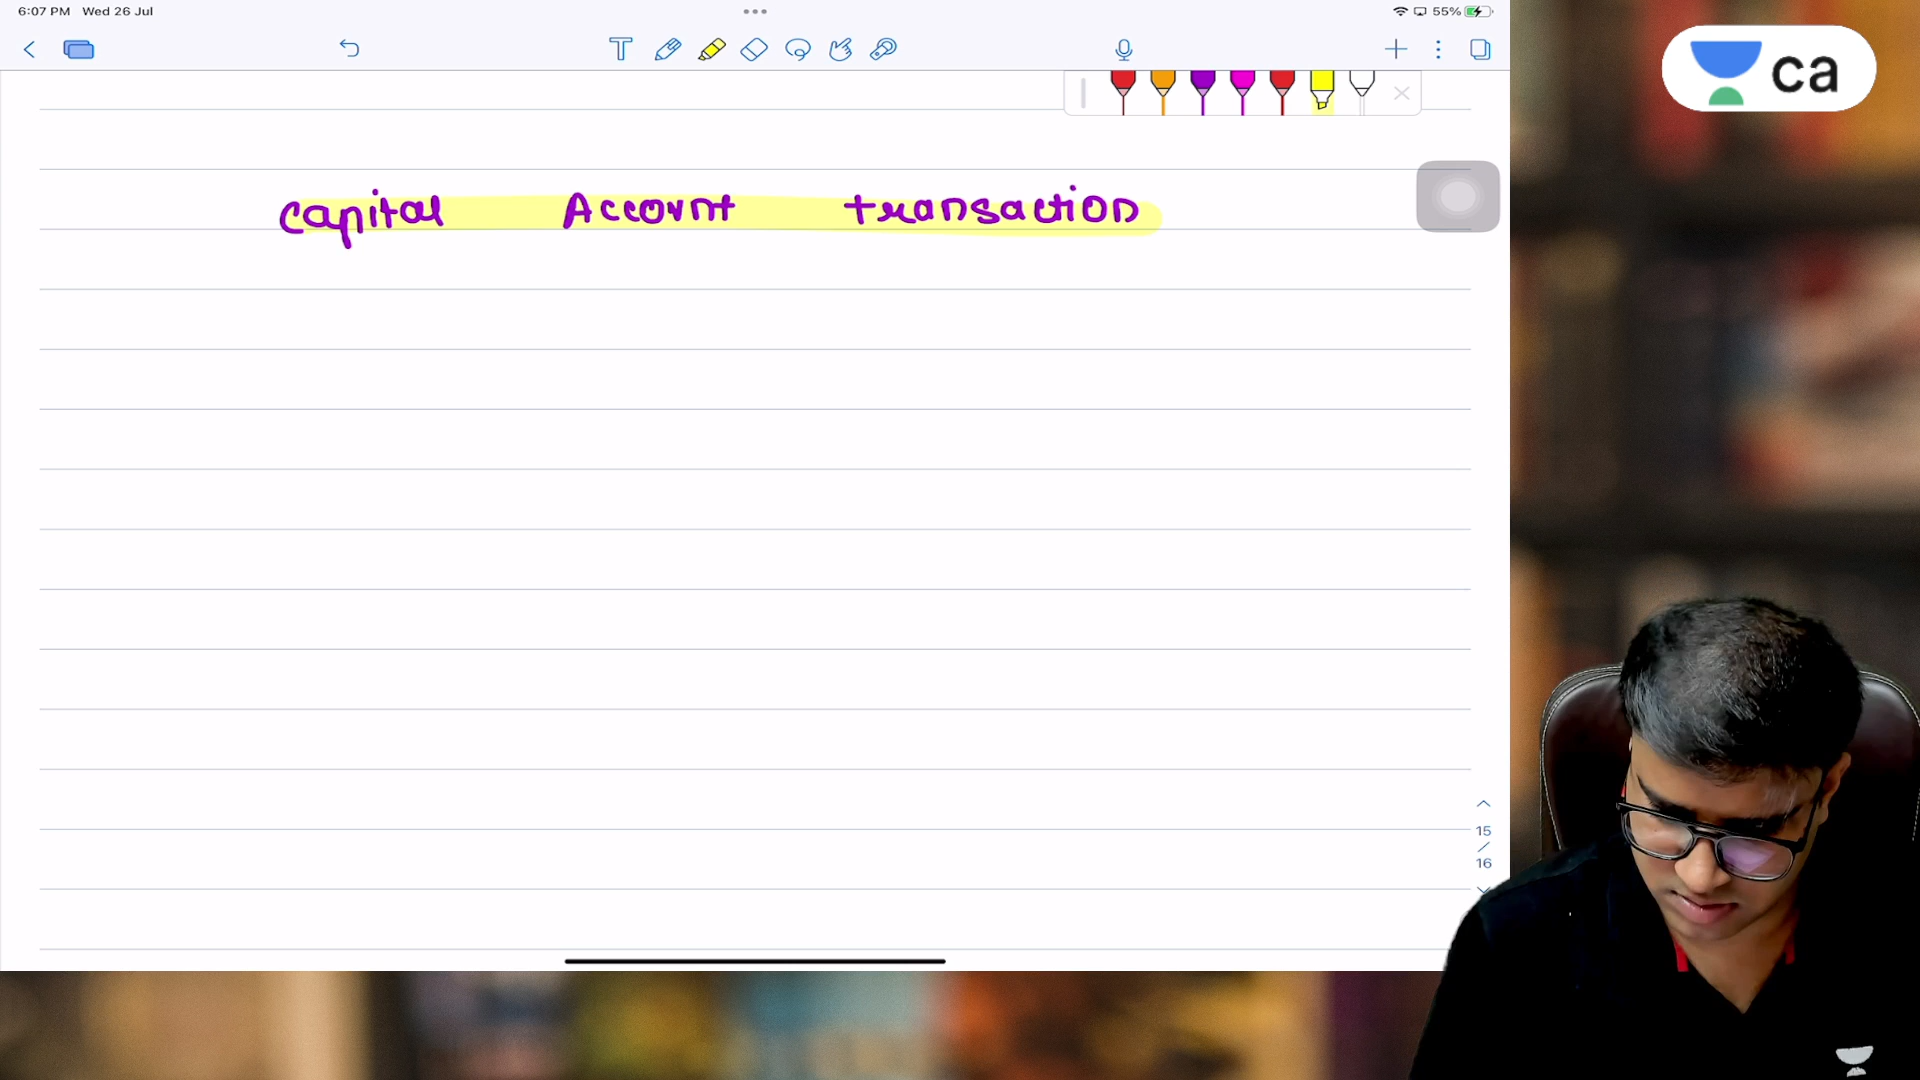 6:07 PM Wed 26 Jul
55%
T
ca
capital Account transaction
15
/
16